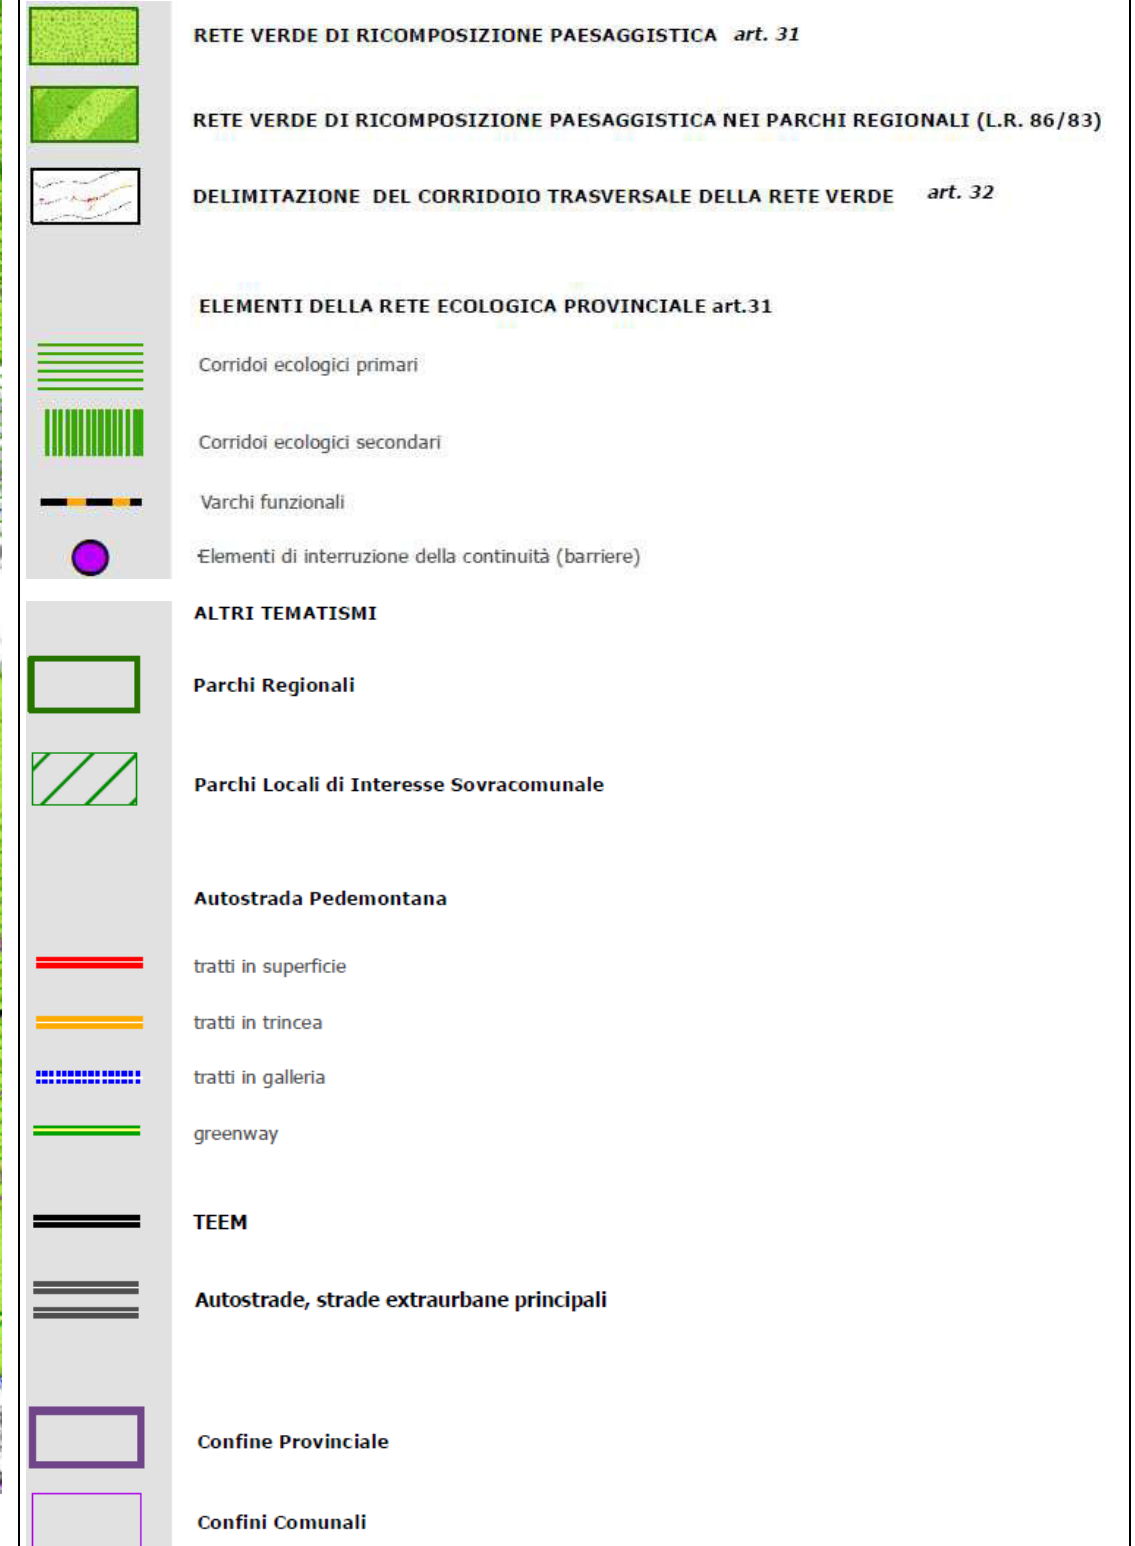 RETE VERDE DI RICOMPOSIZIONE PAESAGGISTICA art. 31
RETE VERDE DI RICOMPOSIZIONE PAESAGGISTICA NEI PARCHI REGIONALI (L.R. 86/83)
DELIMITAZIONE DEL CORRIDOIO TRASVERSALE DELLA RETE VERDE art. 32
ELEMENTI DELLA RETE ECOLOGICA PROVINCIALE art.31
Corridoi ecologici primari
Corridoi ecologici secondari
Varchi funzionali
Elementi di interruzione della continuità (barriere)
ALTRI TEMATISMI
Parchi Regionali
Parchi Locali di Interesse Sovracomunale
Autostrada Pedemontana
tratti in superficie
tratti in trincea
tratti in galleria
greenway
TEEM
Autostrade, strade extraurbane principali
Confine Provinciale
Confini Comunali